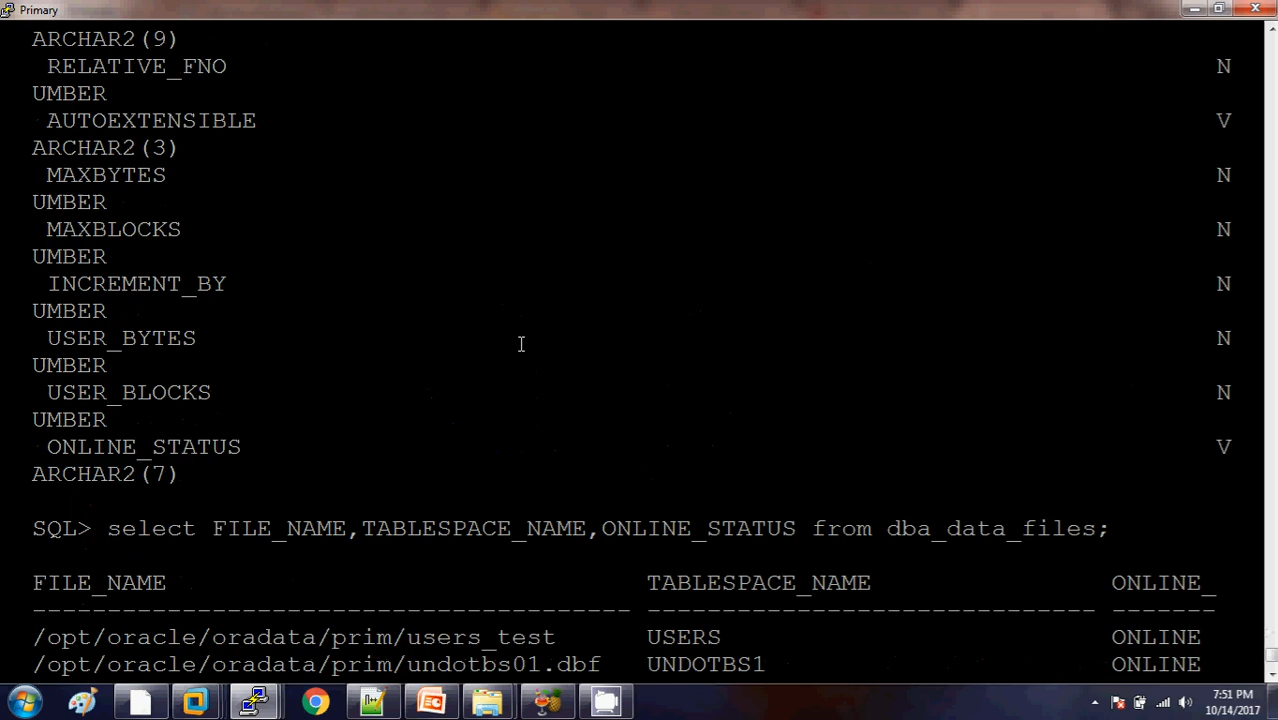 Primary
ARCHAR2(9)
RELATIVE_FNO N
UMBER
AUTOEXTENSIBLE V
ARCHAR2(3)
MAXBYTES N
UMBER
MAXBLOCKS N
UMBER
INCREMENT_BY N
UMBER
USER_BYTES N
UMBER
USER_BLOCKS N
UMBER
ONLINE_STATUS V
ARCHAR2(7)
SQL> select FILE_NAME,TABLESPACE_NAME,ONLINE_STATUS from dba_data_files;
FILE_NAME TABLESPACE_NAME ONLINE_
---------------------------------------- ------------------------------ -------
/opt/oracle/oradata/prim/users_test USERS ONLINE
/opt/oracle/oradata/prim/undotbs01.dbf UNDOTBS1 ONLINE
7:51 PM
10/14/2017